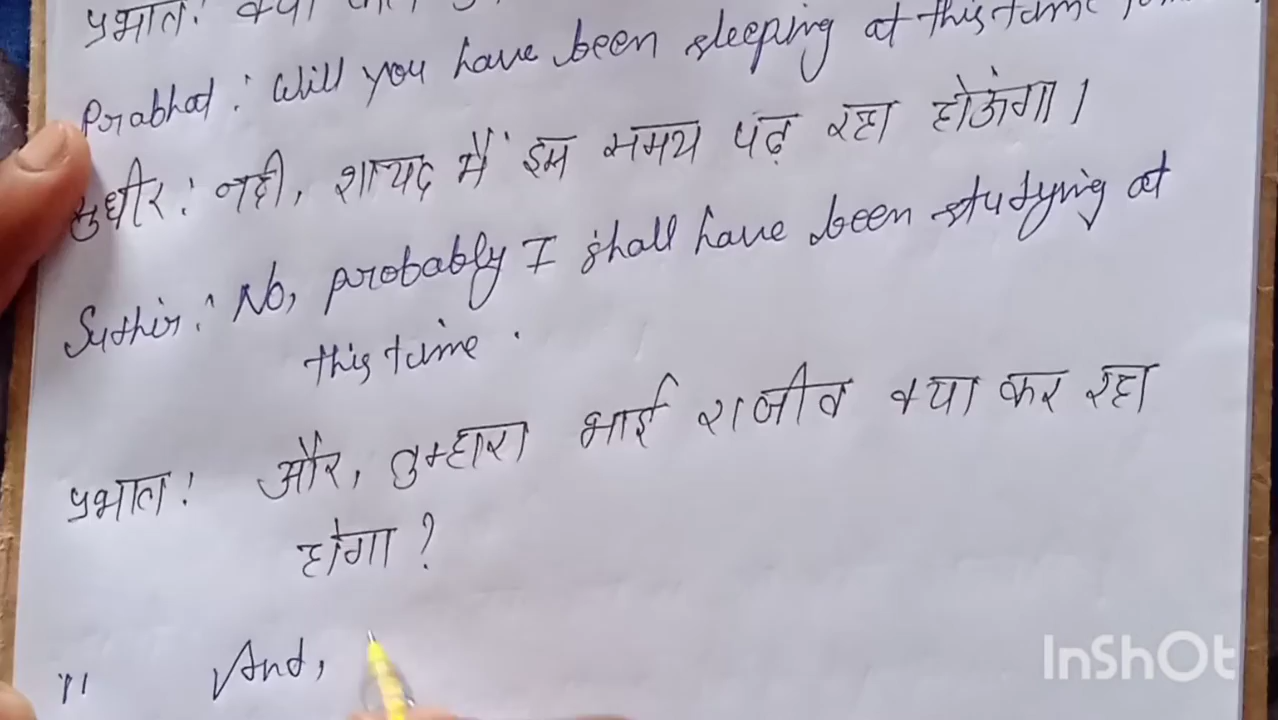 प्रभात: क्या
Prabhat: Will you have been sleeping at this time
सुधीर: नही, शायद मैं इस समय पढ़ रहा होऊंगा।
Suthir: No, probably I shall have been studying at
this time.
प्रभात: और, तुम्हारा भाई राजीव क्या कर रहा
होगा?
" And,
InShOt